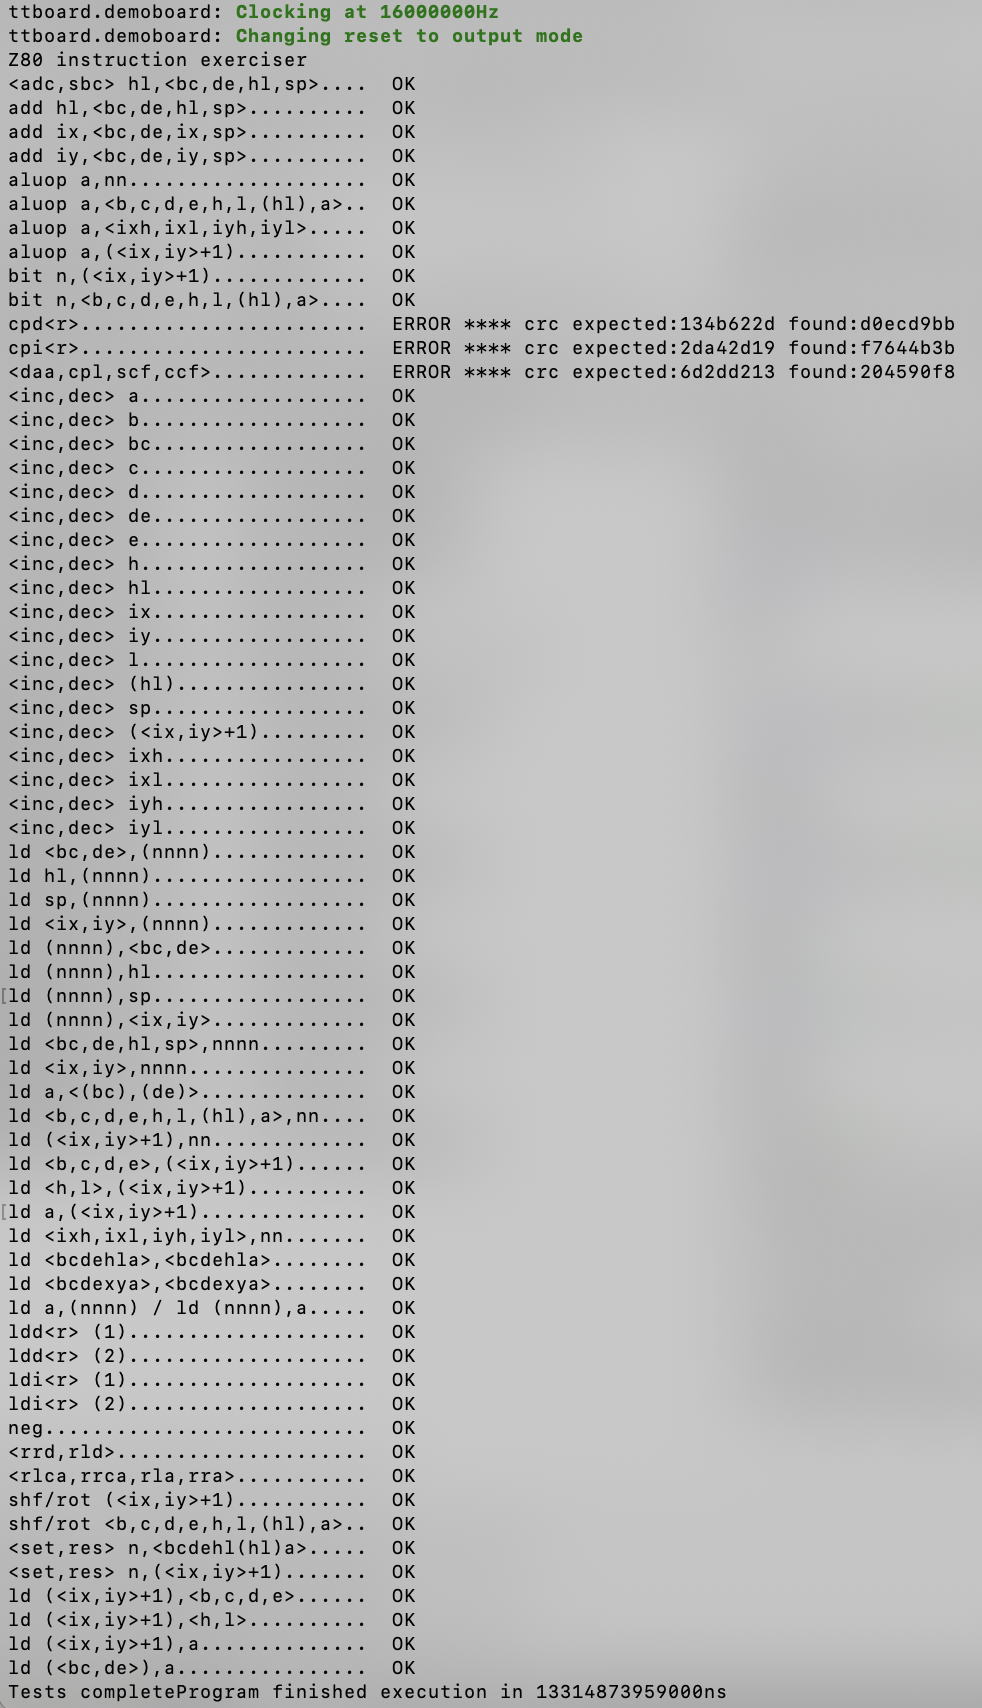 ttboard.demoboard: Clocking at 16000000Hz
ttboard.demoboard: Changing reset to output mode
Z80 instruction exerciser
<adc,sbc> hl,<bc,de,hl,sp>....  OK
add hl,<bc,de,hl,sp>..........  OK
add ix,<bc,de,ix,sp>..........  OK
add iy,<bc,de,iy,sp>..........  OK
aluop a,nn....................  OK
aluop a,<b,c,d,e,h,l,(hl),a>..  OK
aluop a,<ixh,ixl,iyh,iyl>.....  OK
aluop a,(<ix,iy>+1)...........  OK
bit n,(<ix,iy>+1).............  OK
bit n,<b,c,d,e,h,l,(hl),a>....  OK
cpd<r>........................  ERROR **** crc expected:134b622d found:d0ecd9bb
cpi<r>........................  ERROR **** crc expected:2da42d19 found:f7644b3b
<daa,cpl,scf,ccf>.............  ERROR **** crc expected:6d2dd213 found:204590f8
<inc,dec> a...................  OK
<inc,dec> b...................  OK
<inc,dec> bc..................  OK
<inc,dec> c...................  OK
<inc,dec> d...................  OK
<inc,dec> de..................  OK
<inc,dec> e...................  OK
<inc,dec> h...................  OK
<inc,dec> hl..................  OK
<inc,dec> ix..................  OK
<inc,dec> iy..................  OK
<inc,dec> l...................  OK
<inc,dec> (hl)................  OK
<inc,dec> sp..................  OK
<inc,dec> (<ix,iy>+1).........  OK
<inc,dec> ixh.................  OK
<inc,dec> ixl.................  OK
<inc,dec> iyh.................  OK
<inc,dec> iyl.................  OK
ld <bc,de>,(nnnn).............  OK
ld hl,(nnnn)..................  OK
ld sp,(nnnn)..................  OK
ld <ix,iy>,(nnnn).............  OK
ld (nnnn),<bc,de>.............  OK
ld (nnnn),hl..................  OK
[ld (nnnn),sp..................  OK
ld (nnnn),<ix,iy>.............  OK
ld <bc,de,hl,sp>,nnnn.........  OK
ld <ix,iy>,nnnn...............  OK
ld a,<(bc),(de)>..............  OK
ld <b,c,d,e,h,l,(hl),a>,nn....  OK
ld (<ix,iy>+1),nn.............  OK
ld <b,c,d,e>,(<ix,iy>+1)......  OK
ld <h,l>,(<ix,iy>+1)..........  OK
[ld a,(<ix,iy>+1)..............  OK
ld <ixh,ixl,iyh,iyl>,nn.......  OK
ld <bcdehla>,<bcdehla>........  OK
ld <bcdexya>,<bcdexya>........  OK
ld a,(nnnn) / ld (nnnn),a.....  OK
ldd<r> (1)....................  OK
ldd<r> (2)....................  OK
ldi<r> (1)....................  OK
ldi<r> (2)....................  OK
neg...........................  OK
<rrd,rld>.....................  OK
<rlca,rrca,rla,rra>...........  OK
shf/rot (<ix,iy>+1)...........  OK
shf/rot <b,c,d,e,h,l,(hl),a>..  OK
<set,res> n,<bcdehl(hl)a>.....  OK
<set,res> n,(<ix,iy>+1).......  OK
ld (<ix,iy>+1),<b,c,d,e>......  OK
ld (<ix,iy>+1),<h,l>..........  OK
ld (<ix,iy>+1),a..............  OK
ld (<bc,de>),a................  OK
Tests completeProgram finished execution in 13314873959000ns